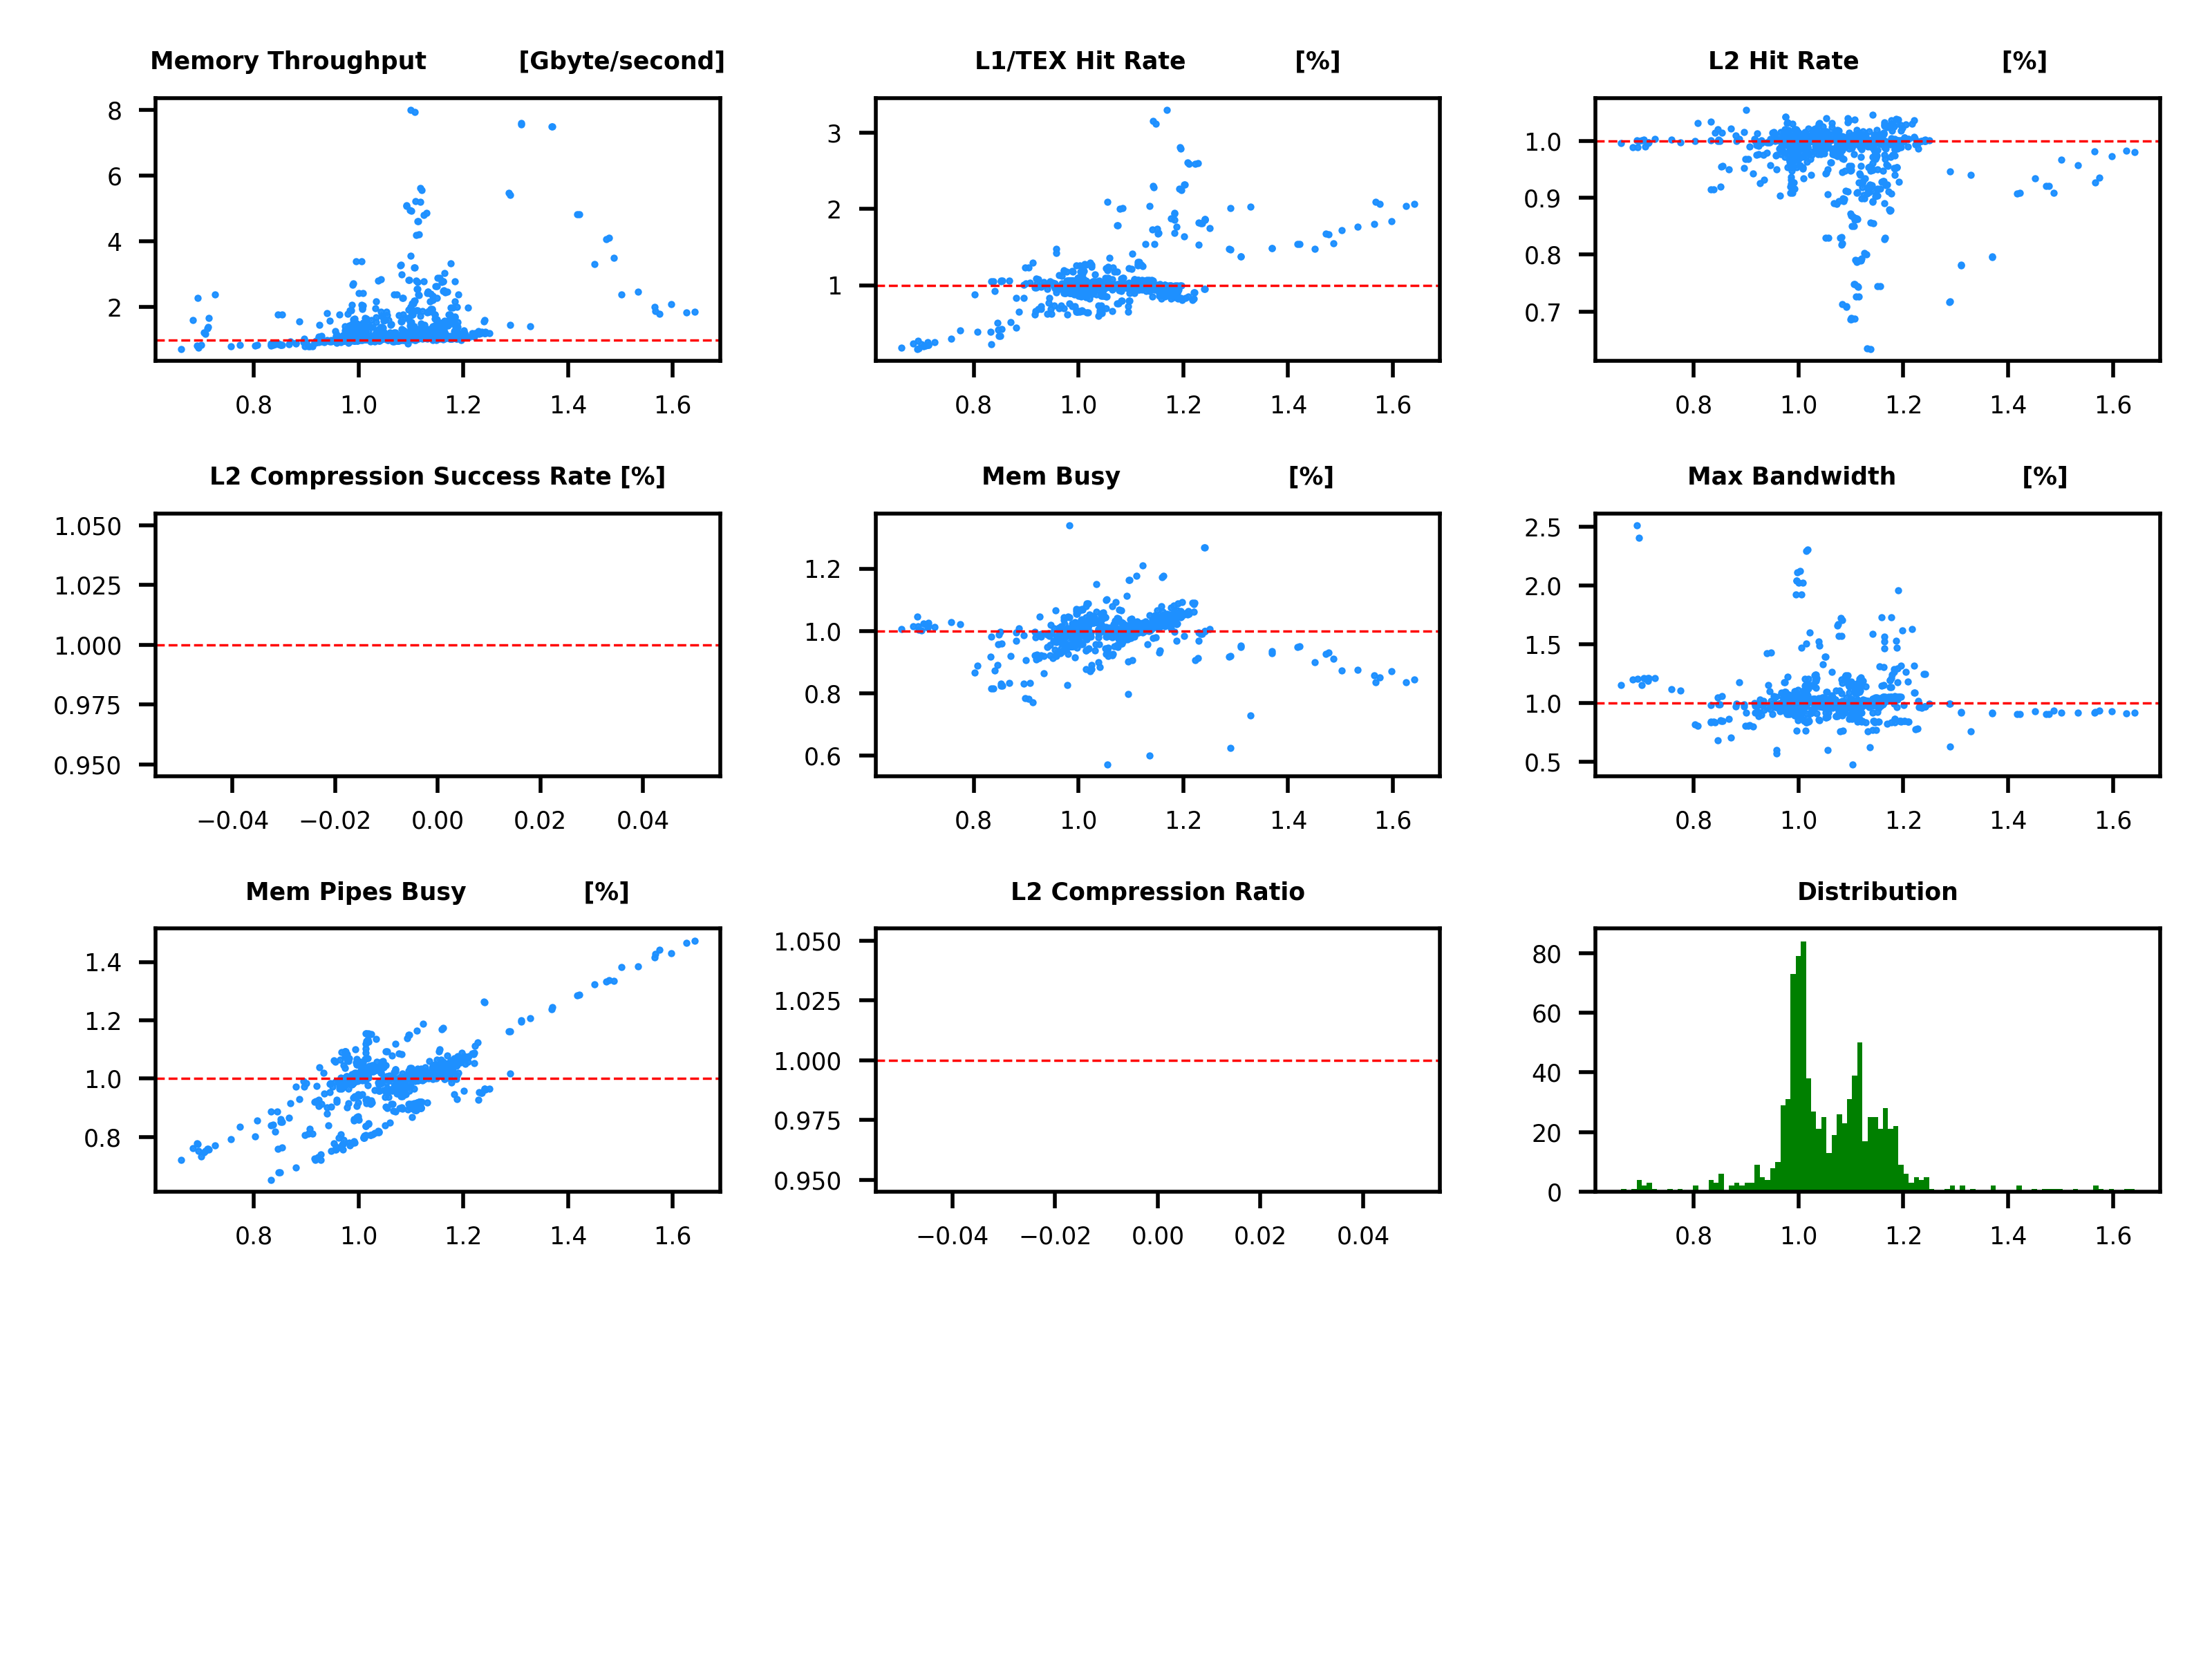 Memory Throughput [Gbyte/second]
L1/TEX Hit Rate [%]
L2 Hit Rate [%]
8
6
4
2
0.8 1.0 1.2 1.4 1.6
3
2
1
0.8 1.0 1.2 1.4 1.6
1.0
0.9
0.8
0.7
0.8 1.0 1.2 1.4 1.6
L2 Compression Success Rate [%]
Mem Busy [%]
Max Bandwidth [%]
1.050
1.025
1.000
0.975
0.950
−0.04 −0.02 0.00 0.02 0.04
1.2
1.0
0.8
0.6
0.8 1.0 1.2 1.4 1.6
2.5
2.0
1.5
1.0
0.5
0.8 1.0 1.2 1.4 1.6
Mem Pipes Busy [%]
L2 Compression Ratio
Distribution
1.4
1.2
1.0
0.8
0.8 1.0 1.2 1.4 1.6
1.050
1.025
1.000
0.975
0.950
−0.04 −0.02 0.00 0.02 0.04
80
60
40
20
0
0.8 1.0 1.2 1.4 1.6